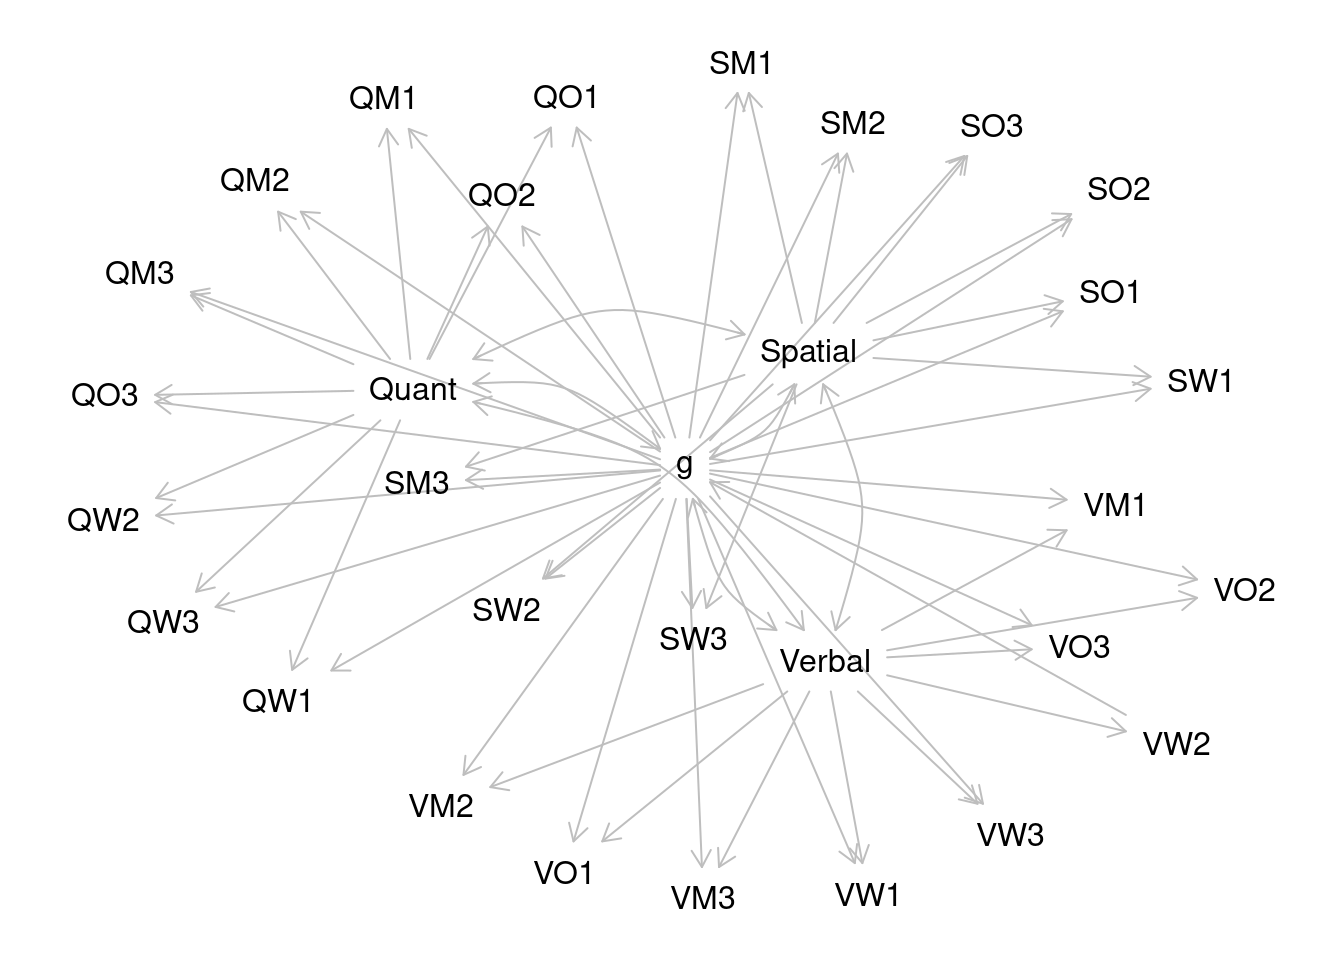 SM1
QM1
QO1
SM2
SO3
QM2
QO2
SO2
QM3
SO1
Spatial
SW1
Quant
QO3
g
SM3
VM1
QW2
VO2
SW2
QW3
SW3
VO3
Verbal
QW1
VW2
VM2
VW3
VO1
VM3
VW1